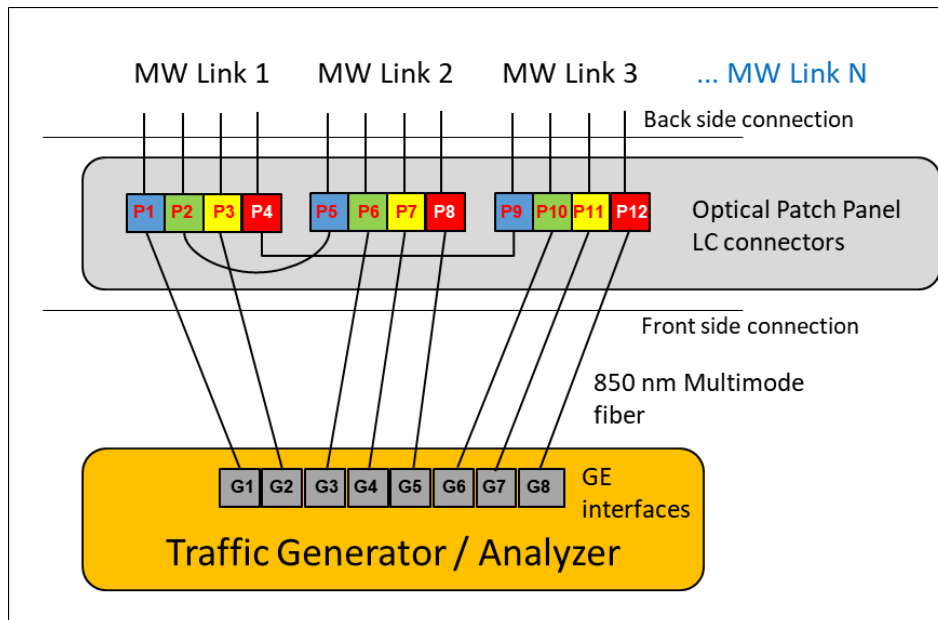 MW Link 1 MW Link 2 MW Link 3 ... MW Link N
Back side connection
P1 P2 P3 P4 P5 P6 P7 P8 P9 P10 P11 P12
Optical Patch Panel
LC connectors
Front side connection
850 nm Multimode
fiber
G1 G2 G3 G4 G5 G6 G7 G8
GE
interfaces
Traffic Generator / Analyzer